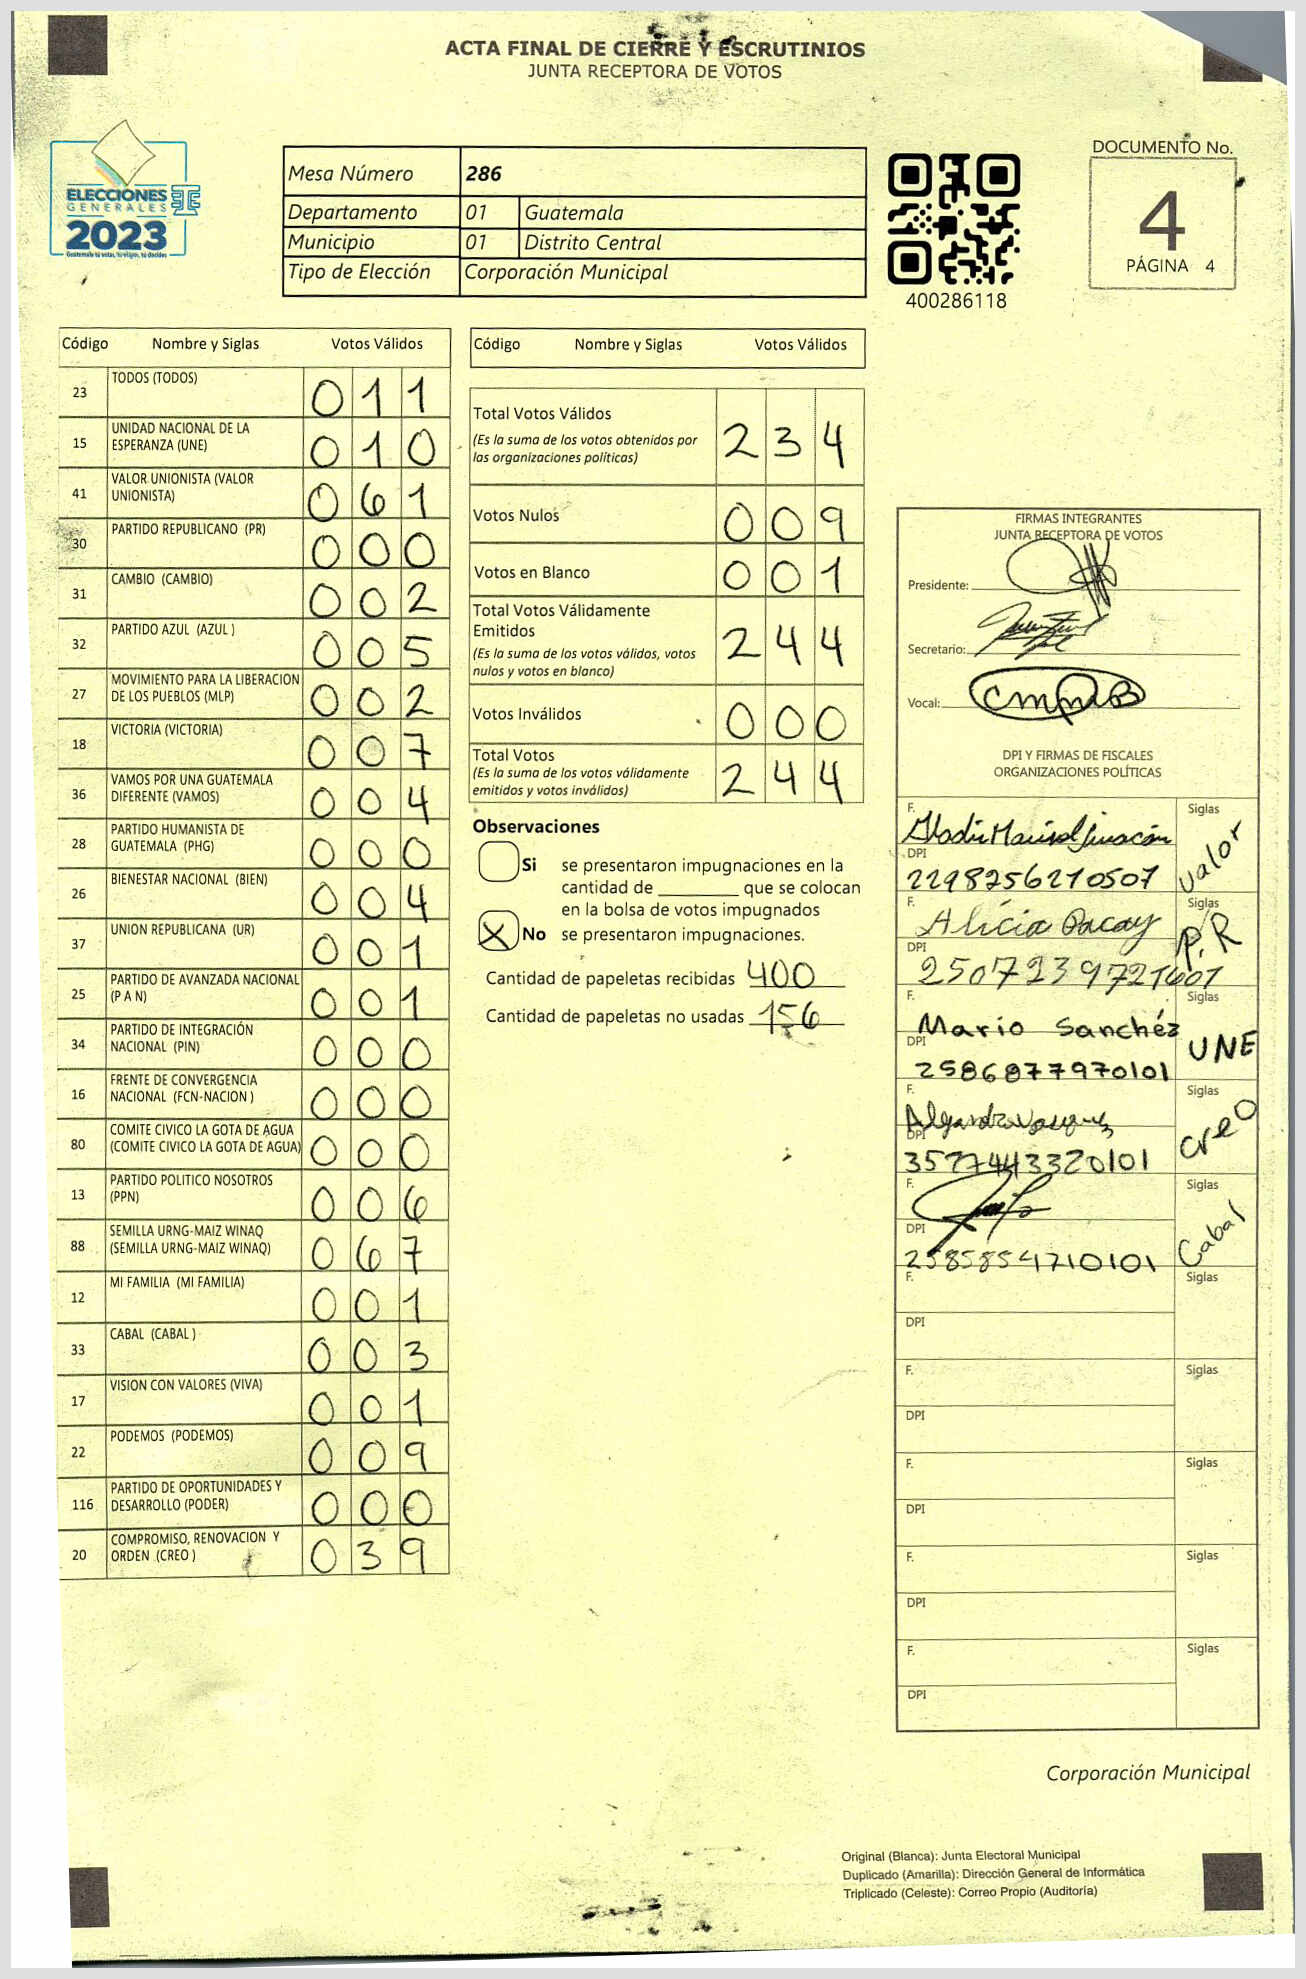 ACTA FINAL DE CIERRE Y ESCRUTINIOS
JUNTA RECEPTORA DE VOTOS
ELECCIONES
GENERALES
2023
Guatemala tú votas, tú eliges, tú decides
Mesa Número 286
Departamento 01 Guatemala
Municipio 01 Distrito Central
Tipo de Elección Corporación Municipal
400286118
DOCUMENTO No.
4
PÁGINA 4
Código Nombre y Siglas Votos Válidos
23 TODOS (TODOS) 0 1 1
15 UNIDAD NACIONAL DE LA
ESPERANZA (UNE) 0 1 0
41 VALOR UNIONISTA (VALOR
UNIONISTA) 0 6 1
30 PARTIDO REPUBLICANO (PR) 0 0 0
31 CAMBIO (CAMBIO) 0 0 2
32 PARTIDO AZUL (AZUL ) 0 0 5
27 MOVIMIENTO PARA LA LIBERACION
DE LOS PUEBLOS (MLP) 0 0 2
18 VICTORIA (VICTORIA) 0 0 7
36 VAMOS POR UNA GUATEMALA
DIFERENTE (VAMOS) 0 0 4
28 PARTIDO HUMANISTA DE
GUATEMALA (PHG) 0 0 0
26 BIENESTAR NACIONAL (BIEN) 0 0 4
37 UNION REPUBLICANA (UR) 0 0 1
25 PARTIDO DE AVANZADA NACIONAL
(P A N) 0 0 1
34 PARTIDO DE INTEGRACIÓN
NACIONAL (PIN) 0 0 0
16 FRENTE DE CONVERGENCIA
NACIONAL (FCN-NACION ) 0 0 0
80 COMITE CIVICO LA GOTA DE AGUA
(COMITE CIVICO LA GOTA DE AGUA) 0 0 0
13 PARTIDO POLITICO NOSOTROS
(PPN) 0 0 6
88 SEMILLA URNG-MAIZ WINAQ
(SEMILLA URNG-MAIZ WINAQ) 0 6 7
12 MI FAMILIA (MI FAMILIA) 0 0 1
33 CABAL (CABAL ) 0 0 3
17 VISION CON VALORES (VIVA) 0 0 1
22 PODEMOS (PODEMOS) 0 0 9
116 PARTIDO DE OPORTUNIDADES Y
DESARROLLO (PODER) 0 0 0
20 COMPROMISO, RENOVACION Y
ORDEN (CREO ) 0 3 9
Código Nombre y Siglas Votos Válidos
Total Votos Válidos
(Es la suma de los votos obtenidos por
las organizaciones políticas) 2 3 4
Votos Nulos 0 0 9
Votos en Blanco 0 0 1
Total Votos Válidamente
Emitidos
(Es la suma de los votos válidos, votos
nulos y votos en blanco) 2 4 4
Votos Inválidos 0 0 0
Total Votos
(Es la suma de los votos válidamente
emitidos y votos inválidos) 2 4 4
Observaciones
Si se presentaron impugnaciones en la
cantidad de ________ que se colocan
en la bolsa de votos impugnados
X No se presentaron impugnaciones.
Cantidad de papeletas recibidas 400
Cantidad de papeletas no usadas 156
FIRMAS INTEGRANTES
JUNTA RECEPTORA DE VOTOS
Presidente:
Secretario:
Vocal: CMMB
DPI Y FIRMAS DE FISCALES
ORGANIZACIONES POLÍTICAS
F. Siglas
Valor
DPI
2298256210507
F. Alicia Pacay Siglas
P.R
DPI
F. Siglas
Mario Sanchéz
UNE
DPI
2586877970101
F. Siglas
Creo
DPI
3527443320101
F. Siglas
Cabal
DPI
2585854710101
F. Siglas
DPI
F. Siglas
DPI
F. Siglas
DPI
F. Siglas
DPI
F. Siglas
DPI
Corporación Municipal
Original (Blanca): Junta Electoral Municipal
Duplicado (Amarilla): Dirección General de Informática
Triplicado (Celeste): Correo Propio (Auditoría)